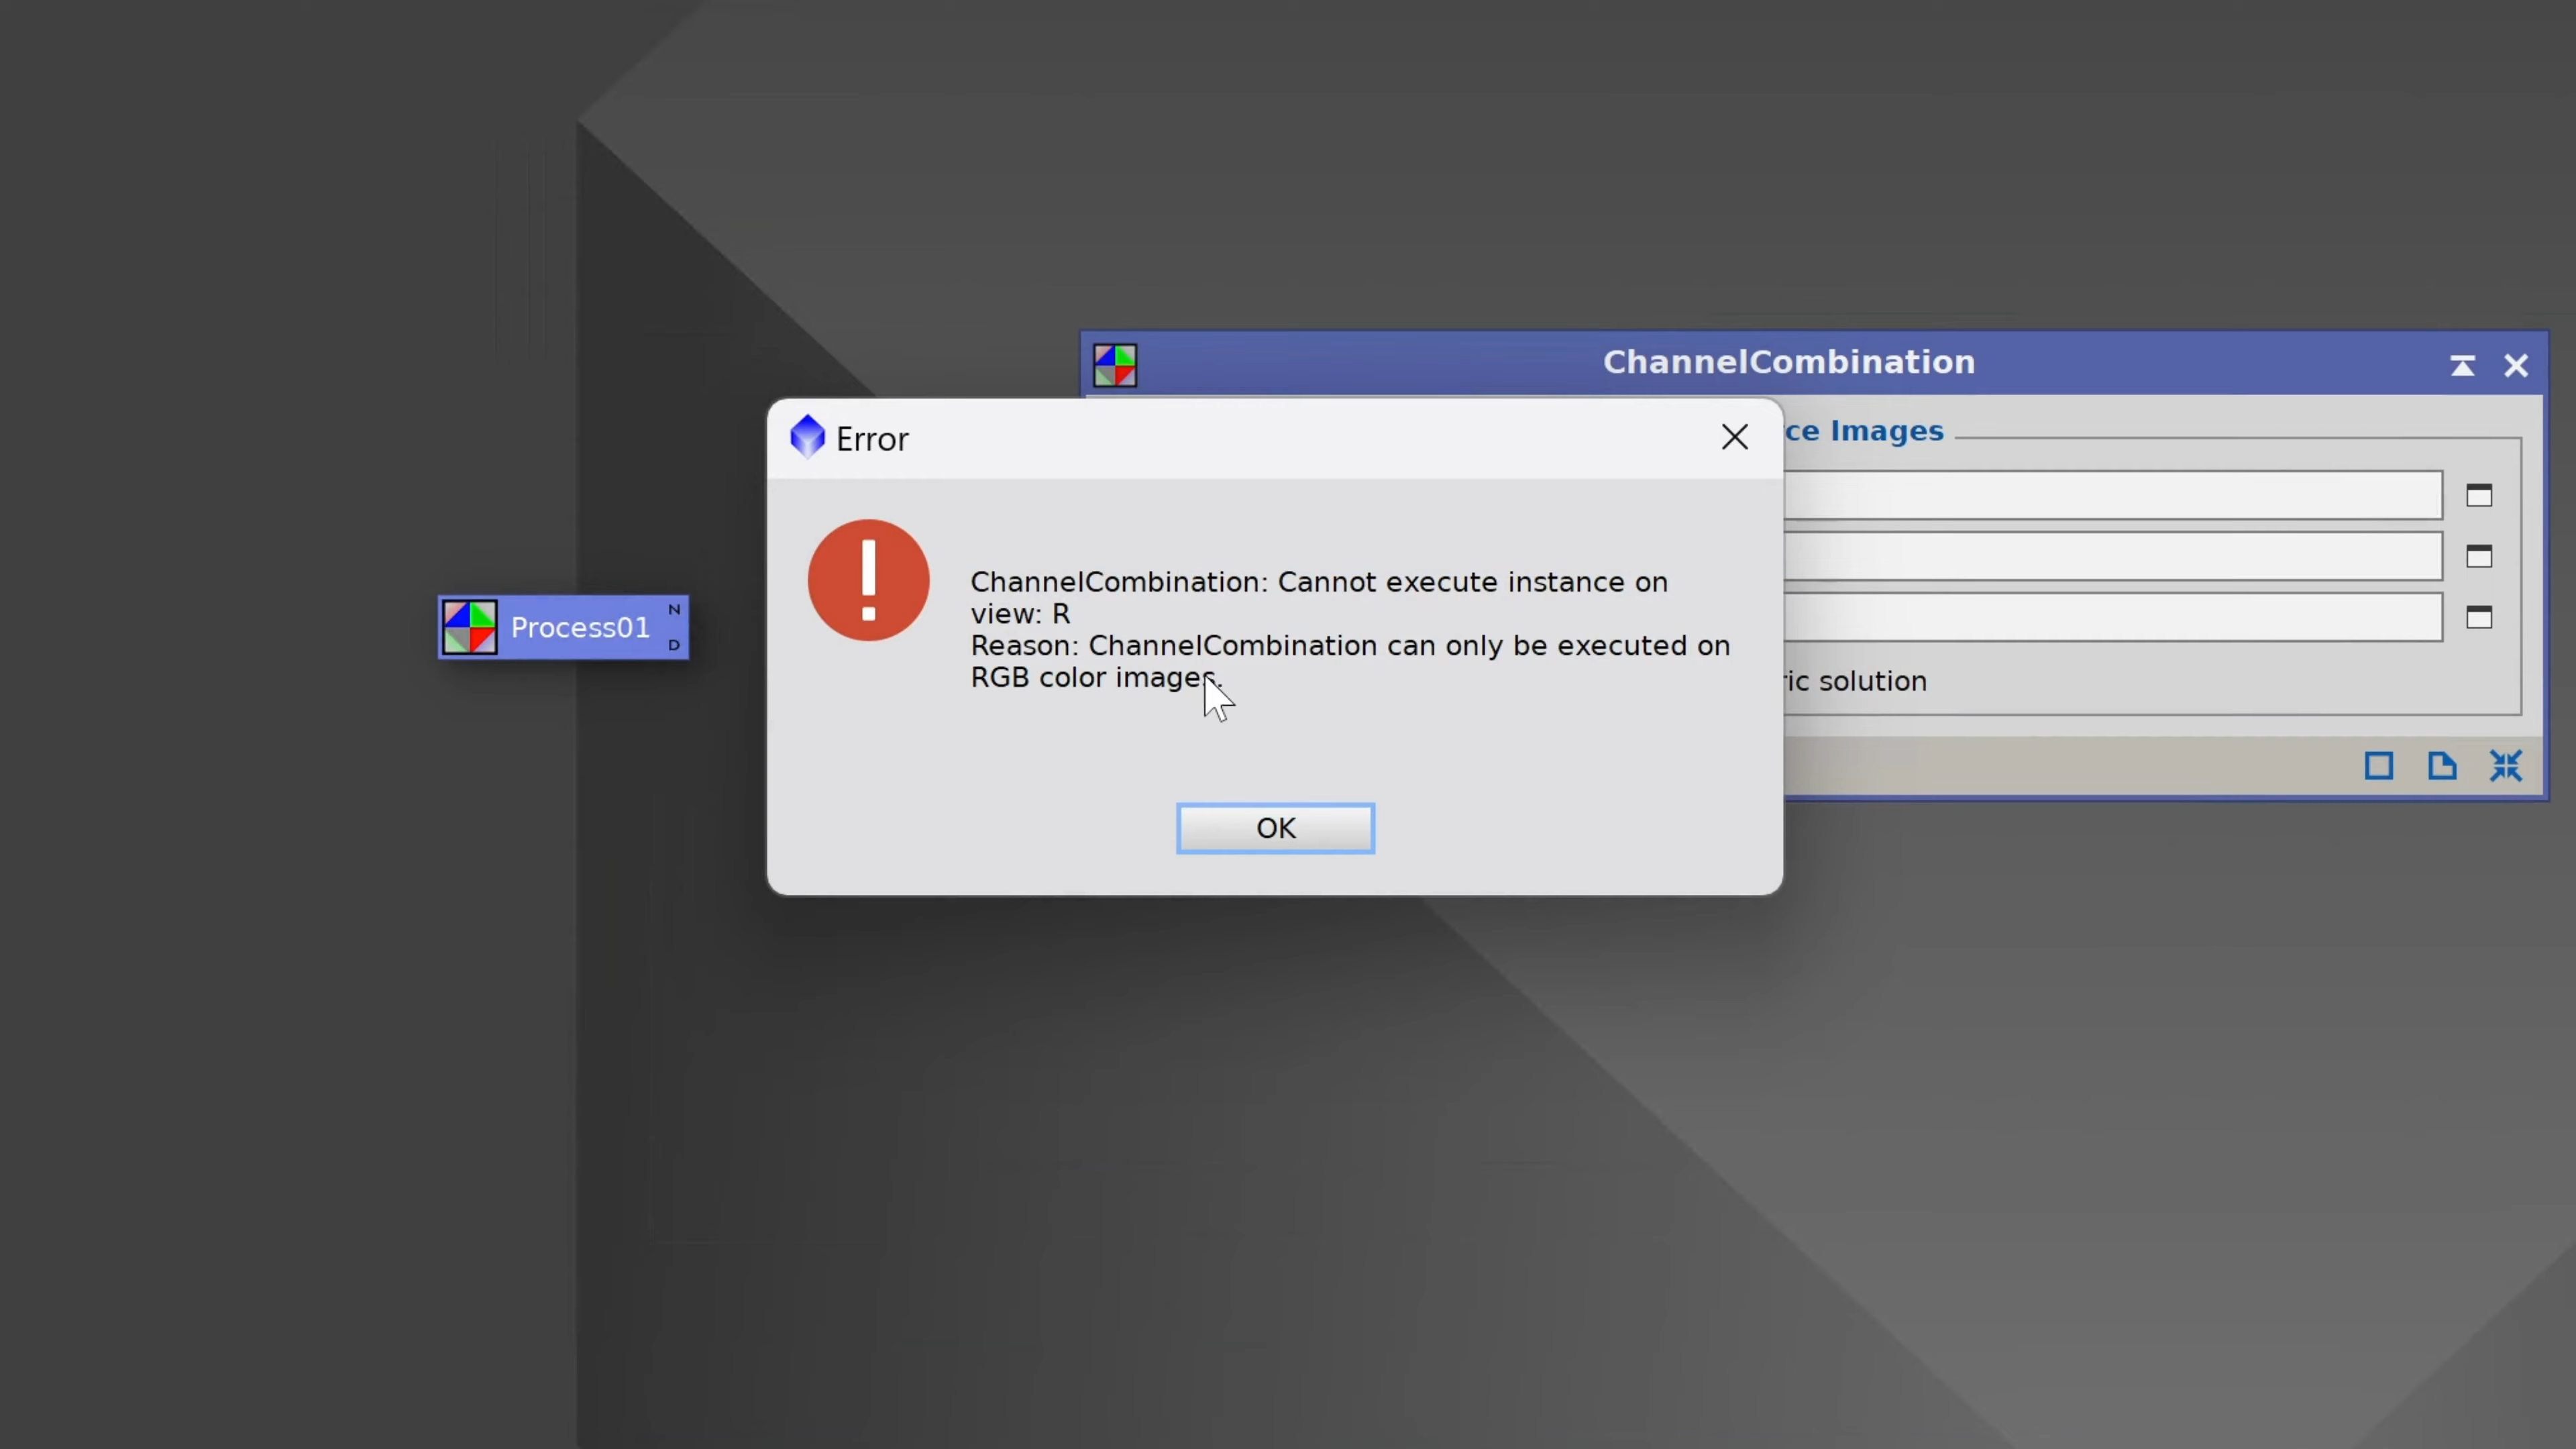 ChannelCombination
Error
ce Images
ChannelCombination: Cannot execute instance on
view: R
Reason: ChannelCombination can only be executed on
RGB color images.
Process01
N
D
ric solution
OK